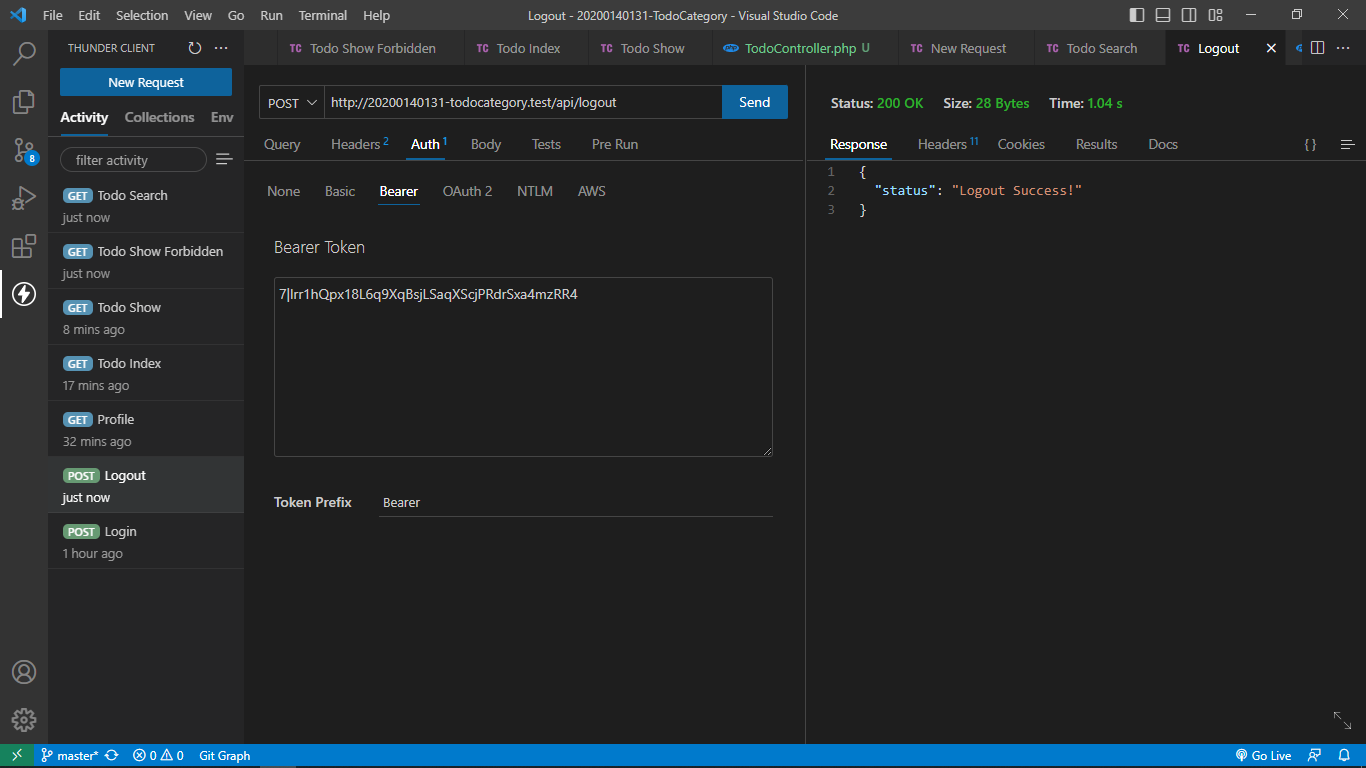 File Edit Selection View Go Run Terminal Help Logout - 20200140131-TodoCategory - Visual Studio Code
THUNDER CLIENT
TC Todo Show Forbidden TC Todo Index TC Todo Show php TodoController.php U TC New Request TC Todo Search TC Logout
New Request
Activity Collections Env
filter activity
GET Todo Search
just now
GET Todo Show Forbidden
just now
GET Todo Show
8 mins ago
GET Todo Index
17 mins ago
GET Profile
32 mins ago
POST Logout
just now
POST Login
1 hour ago
8
POST http://20200140131-todocategory.test/api/logout Send
Query Headers 2 Auth 1 Body Tests Pre Run
None Basic Bearer OAuth 2 NTLM AWS
Bearer Token
7|Irr1hQpx18L6q9XqBsjLSaqXScjPRdrSxa4mzRR4
Token Prefix Bearer
Status: 200 OK Size: 28 Bytes Time: 1.04 s
Response Headers 11 Cookies Results Docs { }
1 {
2 "status": "Logout Success!"
3 }
master* 0 0 Git Graph Go Live